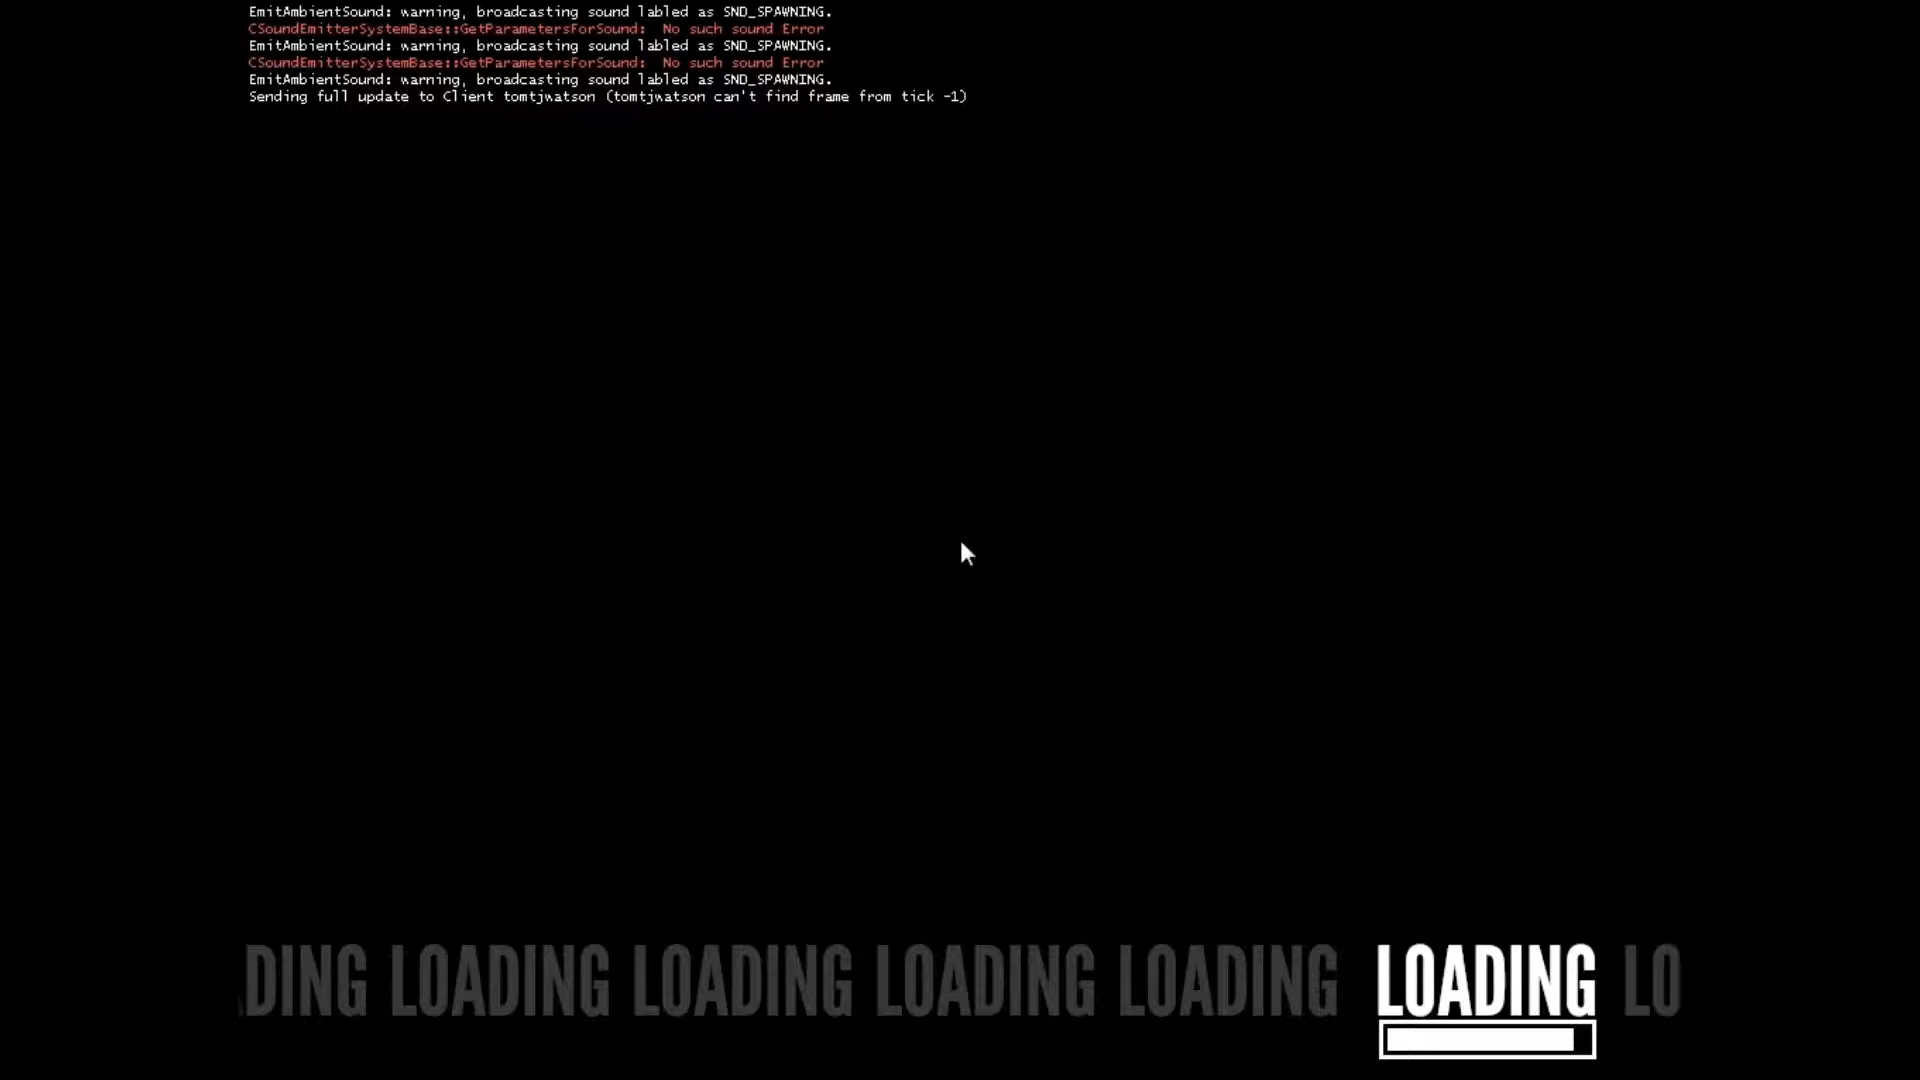 EmitAmbientSound: warning, broadcasting sound labled as SND_SPAWNING.
CSoundEmitterSystemBase::GetParametersForSound:  No such sound Error
EmitAmbientSound: warning, broadcasting sound labled as SND_SPAWNING.
CSoundEmitterSystemBase::GetParametersForSound:  No such sound Error
EmitAmbientSound: warning, broadcasting sound labled as SND_SPAWNING.
Sending full update to Client tomtjwatson (tomtjwatson can't find frame from tick -1)
DING LOADING LOADING LOADING LOADING LOADING LO